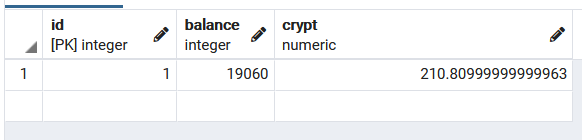 id balance crypt
[PK] integer integer numeric
1 1 19060 210.80999999999963